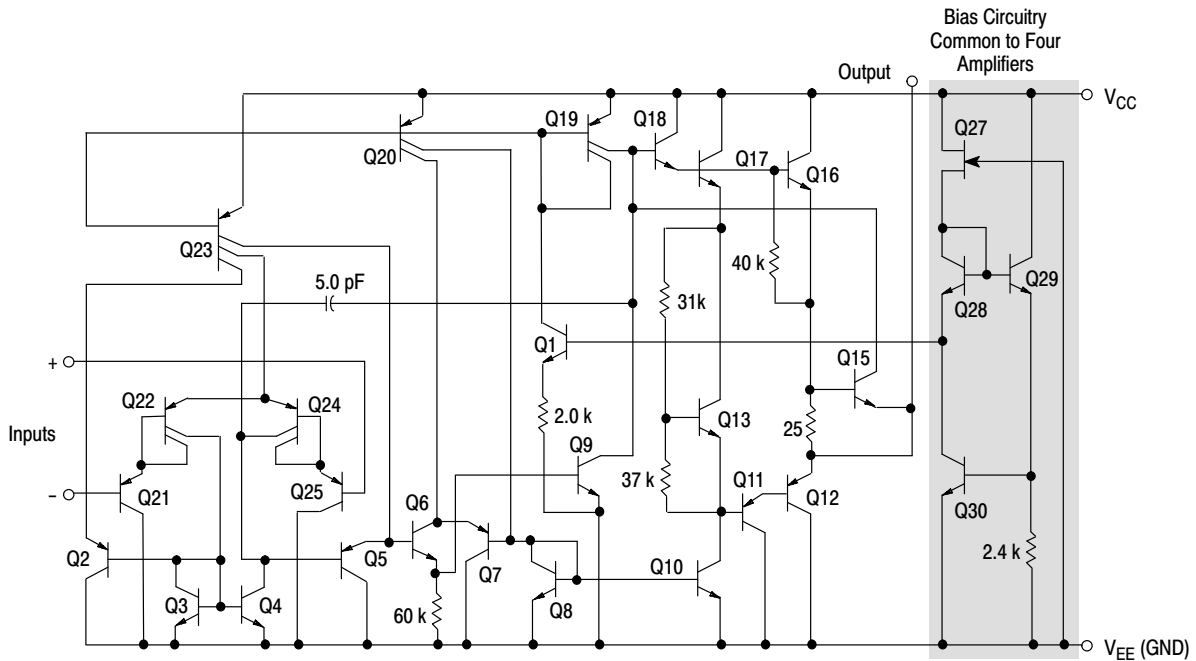 Bias Circuitry
Common to Four
Amplifiers
Output
VCC
Q19
Q18
Q27
Q20
Q17
Q16
Q23
5.0 pF
40 k
Q29
31k
Q28
Q1
Q15
+
Q22
Q24
2.0 k
Q13
25
Inputs
Q9
37 k
Q11
–
Q21
Q25
Q12
Q6
Q30
Q2
Q5
Q7
Q10
2.4 k
Q3
Q4
60 k
Q8
VEE (GND)